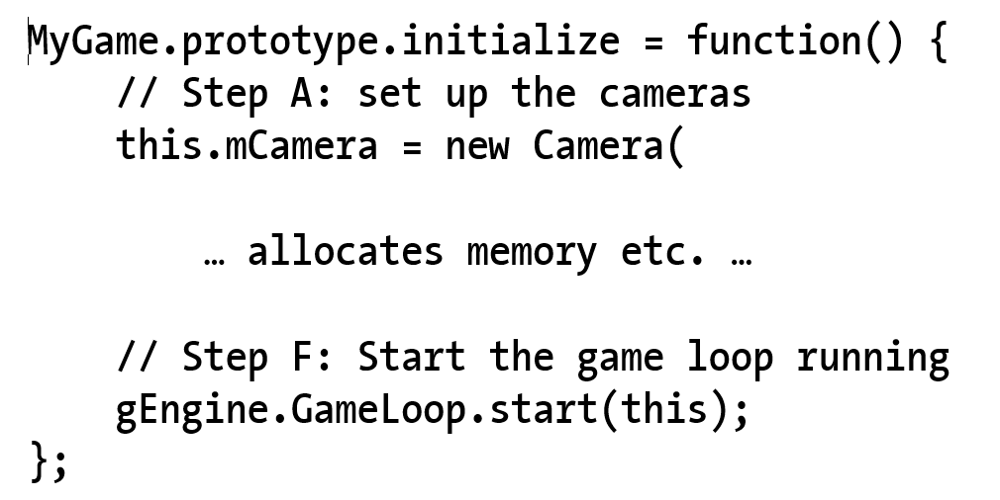 MyGame.prototype.initialize = function() {
    // Step A: set up the cameras
    this.mCamera = new Camera(
        … allocates memory etc. …
    // Step F: Start the game loop running
    gEngine.GameLoop.start(this);
};